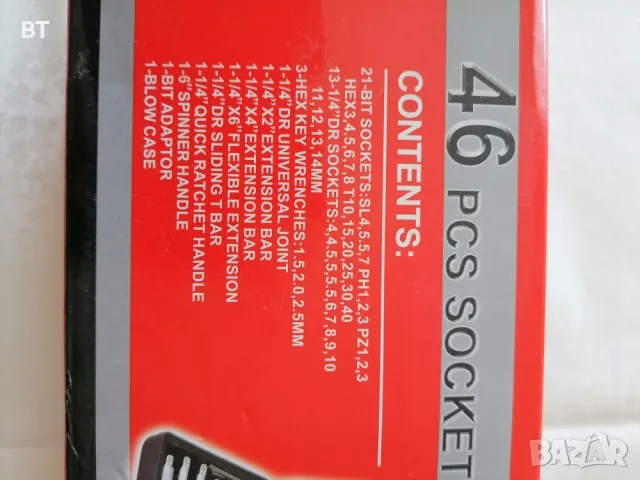 46 PCS SOCKET
CONTENTS:
21-BIT SOCKETS:SL4,5.5,7 PH1,2,3 PZ1,2,3
HEX3,4,5,6,7,8 T10,15,20,25,30,40
13-1/4"DR SOCKETS:4,4.5,5,5.5,6,7,8,9,10
11,12,13,14MM
3-HEX KEY WRENCHES:1.5,2.0,2.5MM
1-1/4"DR UNIVERSAL JOINT
1-1/4"X2"EXTENSION BAR
1-1/4"X4"EXTENSION BAR
1-1/4"X6"FLEXIBLE EXTENSION
1-1/4"DR SLIDING T BAR
1-1/4"QUICK RATCHET HANDLE
1-6"SPINNER HANDLE
1-BIT ADAPTOR
1-BLOW CASE
BT
BAZAR